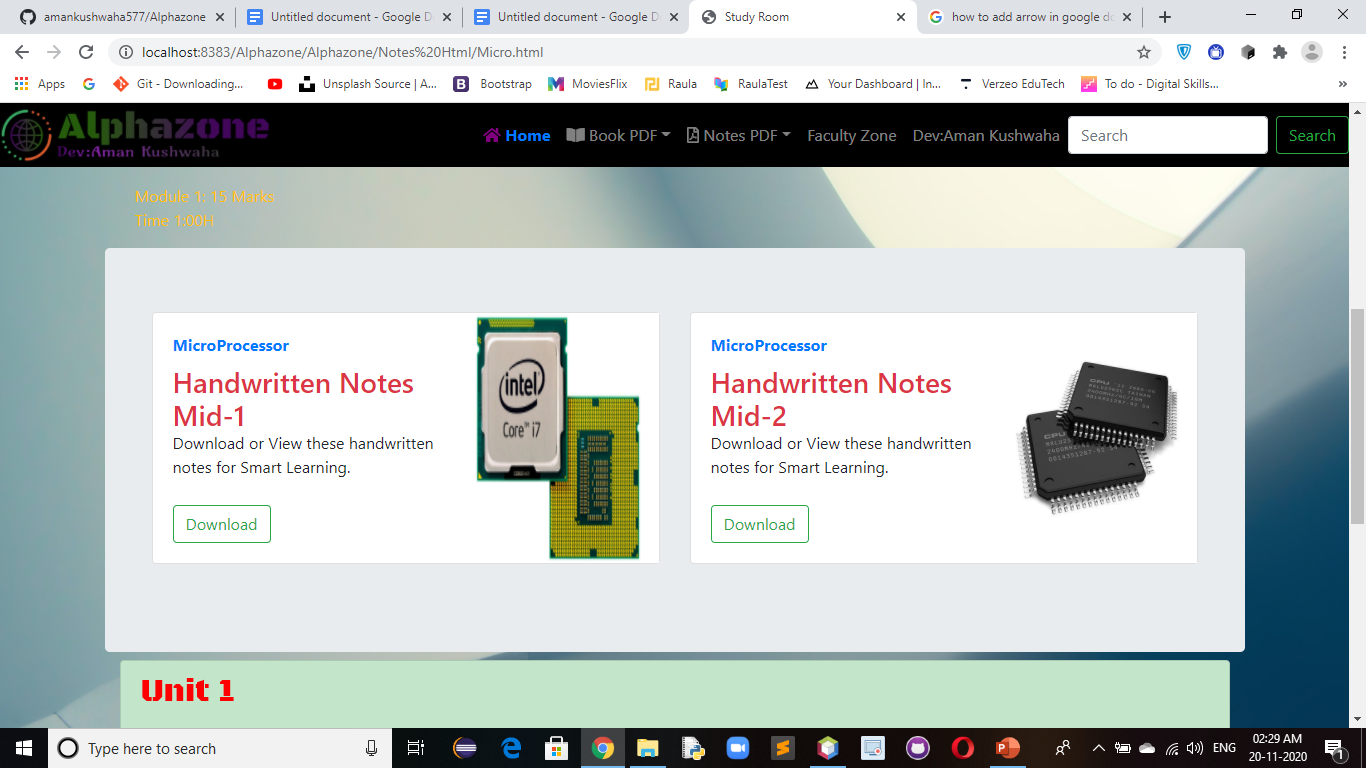 amankushwaha577/Alphazone
Untitled document - Google D
Untitled document - Google D
Study Room
how to add arrow in google do
localhost:8383/Alphazone/Alphazone/Notes%20Html/Micro.html
Apps
Git - Downloading...
Unsplash Source | A...
Bootstrap
MoviesFlix
Raula
RaulaTest
Your Dashboard | In...
Verzeo EduTech
To do - Digital Skills...
»
Alphazone
Dev:Aman Kushwaha
Home
Book PDF
Notes PDF
Faculty Zone
Dev:Aman Kushwaha
Search
Search
Module 1: 15 Marks
Time 1:00H
MicroProcessor
Handwritten Notes
Mid-1
Download or View these handwritten
notes for Smart Learning.
Download
intel
Core™ i7
MicroProcessor
Handwritten Notes
Mid-2
Download or View these handwritten
notes for Smart Learning.
Download
CPU
CPU
Unit 1
Type here to search
ENG
02:29 AM
20-11-2020
1